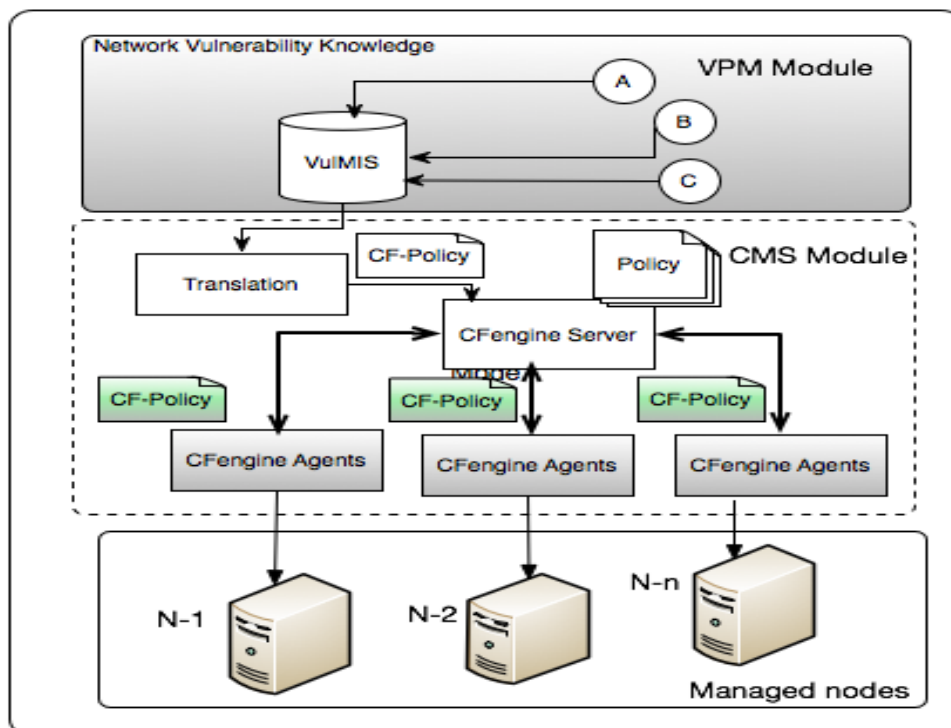 Network Vulnerability Knowledge
VPM Module
A
B
VulMIS
C
CF-Policy
Policy
CMS Module
Translation
CFengine Server
CF-Policy
CF-Policy
CF-Policy
CFengine Agents
CFengine Agents
CFengine Agents
N-1
N-2
N-n
Managed nodes